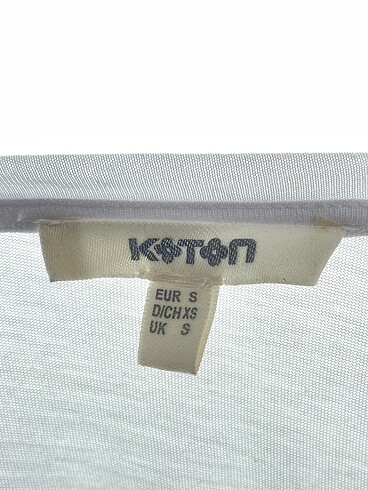 KOTON
EUR S
D/CH XS
UK S